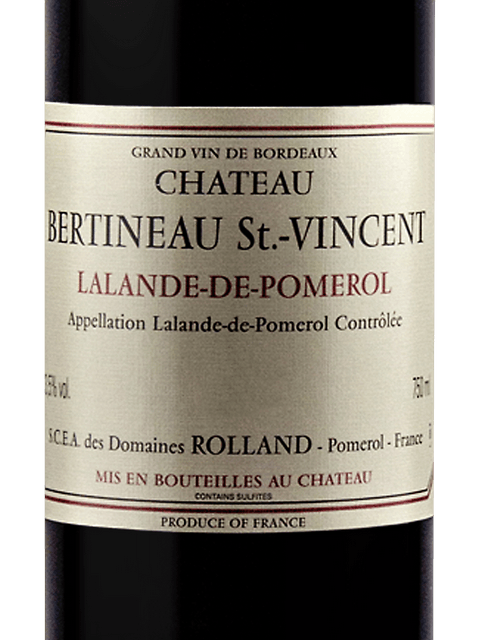 GRAND VIN DE BORDEAUX
CHATEAU
BERTINEAU St.-VINCENT
LALANDE-DE-POMEROL
Appellation Lalande-de-Pomerol Contrôlée
vol. 750 ml
S.C.E.A. des Domaines ROLLAND - Pomerol - France
MIS EN BOUTEILLES AU CHATEAU
CONTAINS SULFITES
PRODUCE OF FRANCE